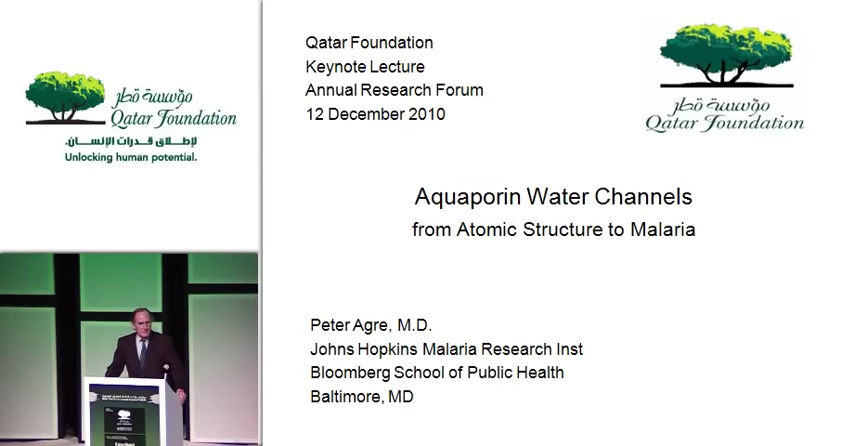 مؤسسة قطر
Qatar Foundation
لإطلاق قدرات الإنسان.
Unlocking human potential.
Qatar Foundation
Keynote Lecture
Annual Research Forum
12 December 2010
مؤسسة قطر
Qatar Foundation
Aquaporin Water Channels
from Atomic Structure to Malaria
Peter Agre, M.D.
Johns Hopkins Malaria Research Inst
Bloomberg School of Public Health
Baltimore, MD